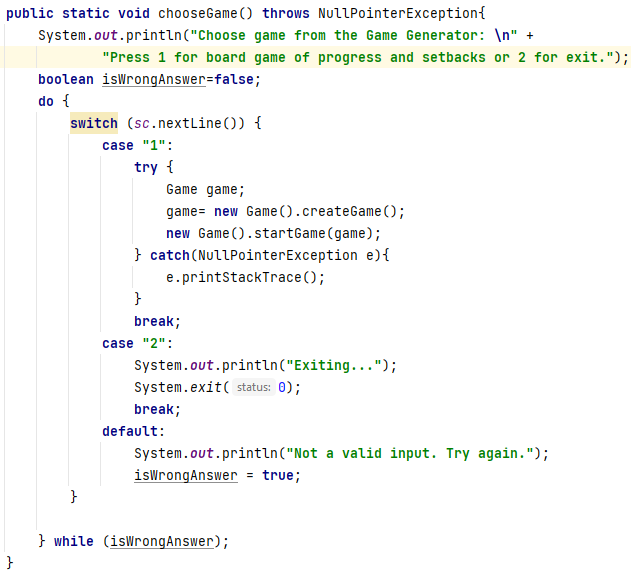 public static void chooseGame() throws NullPointerException{
    System.out.println("Choose game from the Game Generator: \n" +
            "Press 1 for board game of progress and setbacks or 2 for exit.");
    boolean isWrongAnswer=false;
    do {
        switch (sc.nextLine()) {
            case "1":
                try {
                    Game game;
                    game= new Game().createGame();
                    new Game().startGame(game);
                } catch(NullPointerException e){
                    e.printStackTrace();
                }
                break;
            case "2":
                System.out.println("Exiting...");
                System.exit( status: 0);
                break;
            default:
                System.out.println("Not a valid input. Try again.");
                isWrongAnswer = true;
        }

    } while (isWrongAnswer);
}